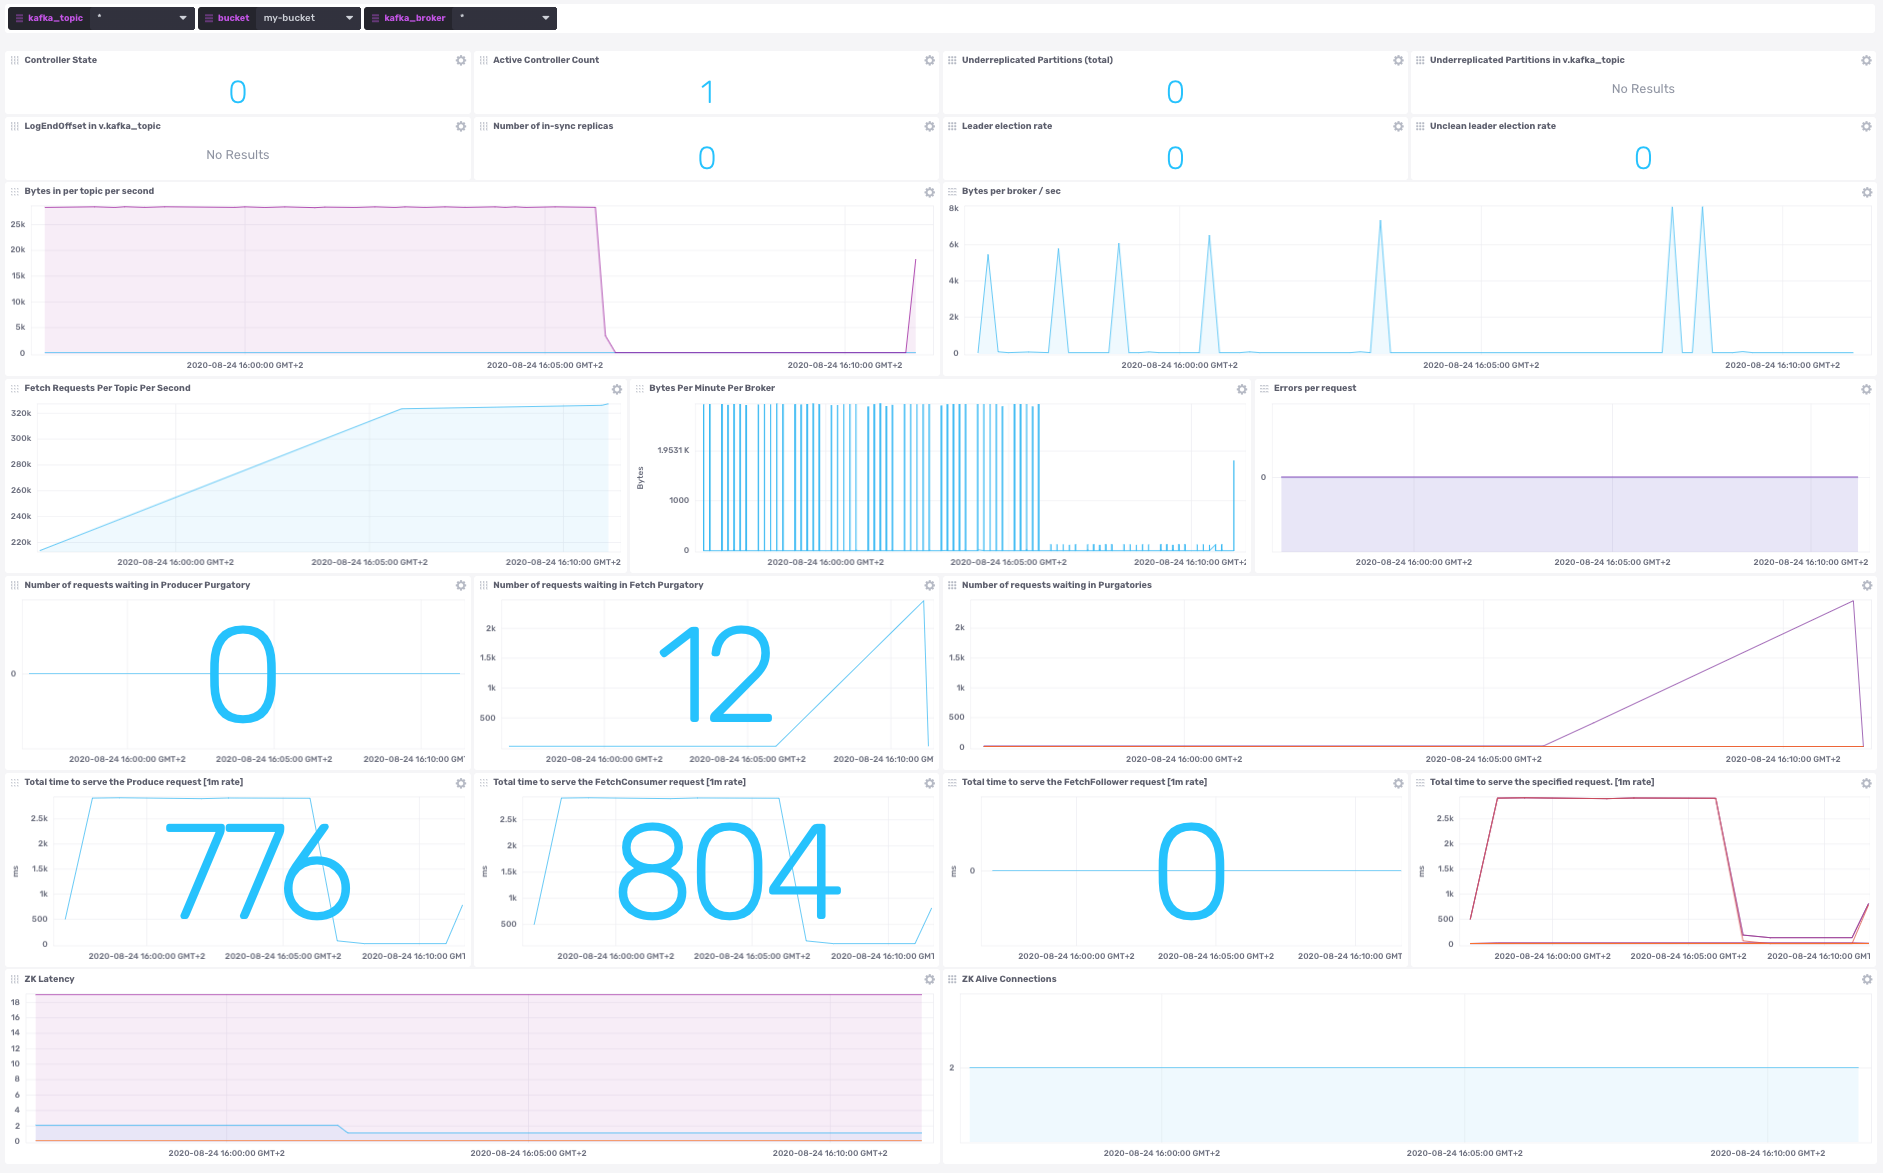 kafka_topic * bucket my-bucket kafka_broker *
Controller State
0
Active Controller Count
1
Underreplicated Partitions (total)
0
Underreplicated Partitions in v.kafka_topic
No Results
LogEndOffset in v.kafka_topic
No Results
Number of in-sync replicas
0
Leader election rate
0
Unclean leader election rate
0
Bytes in per topic per second
25k
20k
15k
10k
5k
0
2020-08-24 16:00:00 GMT+2 2020-08-24 16:05:00 GMT+2 2020-08-24 16:10:00 GMT+2
Bytes per broker / sec
8k
6k
4k
2k
0
2020-08-24 16:00:00 GMT+2 2020-08-24 16:05:00 GMT+2 2020-08-24 16:10:00 GMT+2
Fetch Requests Per Topic Per Second
320k
300k
280k
260k
240k
220k
2020-08-24 16:00:00 GMT+2 2020-08-24 16:05:00 GMT+2 2020-08-24 16:10:00 GMT+2
Bytes Per Minute Per Broker
Bytes
1.9531 K
1000
0
2020-08-24 16:00:00 GMT+2 2020-08-24 16:05:00 GMT+2 2020-08-24 16:10:00 GMT+2
Errors per request
0
2020-08-24 16:00:00 GMT+2 2020-08-24 16:05:00 GMT+2 2020-08-24 16:10:00 GMT+2
Number of requests waiting in Producer Purgatory
0
0
2020-08-24 16:00:00 GMT+2 2020-08-24 16:05:00 GMT+2 2020-08-24 16:10:00 GM
Number of requests waiting in Fetch Purgatory
2k
1.5k
1k
500
12
2020-08-24 16:00:00 GMT+2 2020-08-24 16:05:00 GMT+2 2020-08-24 16:10:00 GM
Number of requests waiting in Purgatories
2k
1.5k
1k
500
0
2020-08-24 16:00:00 GMT+2 2020-08-24 16:05:00 GMT+2 2020-08-24 16:10:00 GMT+2
Total time to serve the Produce request [1m rate]
ms
2.5k
2k
1.5k
1k
500
0
776
2020-08-24 16:00:00 GMT+2 2020-08-24 16:05:00 GMT+2 2020-08-24 16:10:00 GMT
Total time to serve the FetchConsumer request [1m rate]
ms
2.5k
2k
1.5k
1k
500
804
2020-08-24 16:00:00 GMT+2 2020-08-24 16:05:00 GMT+2 2020-08-24 16:10:00 GMT
Total time to serve the FetchFollower request [1m rate]
ms
0
0
2020-08-24 16:00:00 GMT+2 2020-08-24 16:05:00 GMT+2 2020-08-24 16:10:00 GMT
Total time to serve the specified request. [1m rate]
ms
2.5k
2k
1.5k
1k
500
0
2020-08-24 16:00:00 GMT+2 2020-08-24 16:05:00 GMT+2 2020-08-24 16:10:00 GMT
ZK Latency
18
16
14
12
10
8
6
4
2
0
2020-08-24 16:00:00 GMT+2 2020-08-24 16:05:00 GMT+2 2020-08-24 16:10:00 GMT+2
ZK Alive Connections
2
2020-08-24 16:00:00 GMT+2 2020-08-24 16:05:00 GMT+2 2020-08-24 16:10:00 GMT+2